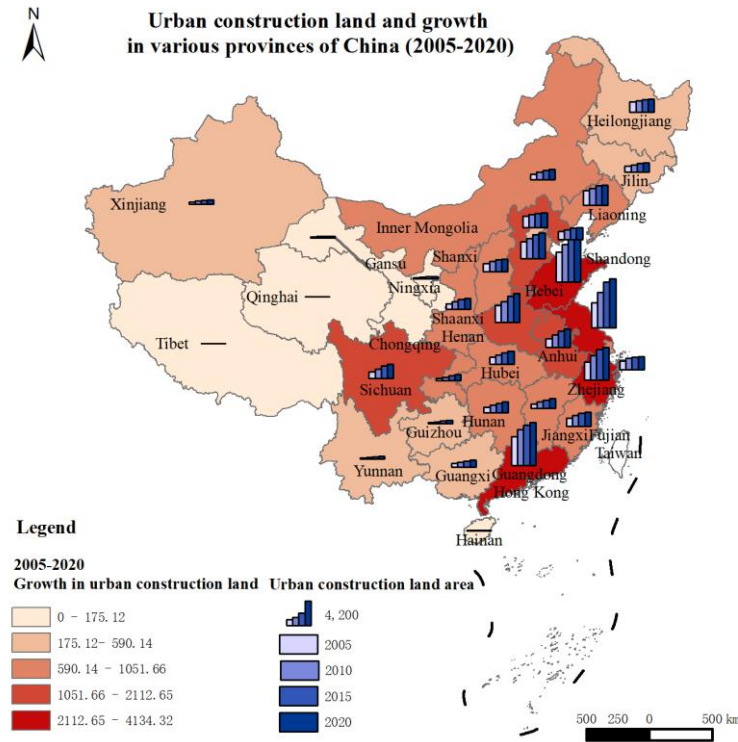 N
Urban construction land and growth
in various provinces of China (2005-2020)
Heilongjiang
Jilin
Xinjiang
Liaoning
Inner Mongolia
Shanxi
Shandong
Gansu
Ningxia
Hebei
Qinghai
Shaanxi
Henan
Tibet
Chongqing
Anhui
Hubei
Sichuan
Zhejiang
Hunan
Guizhou
Jiangxi
Fujian
Taiwan
Yunnan
Guangxi
Guangdong
Hong Kong
Hainan
Legend
2005-2020
Growth in urban construction land
0 - 175.12
175.12- 590.14
590.14 - 1051.66
1051.66 - 2112.65
2112.65 - 4134.32
Urban construction land area
4,200
2005
2010
2015
2020
500 250 0 500 km